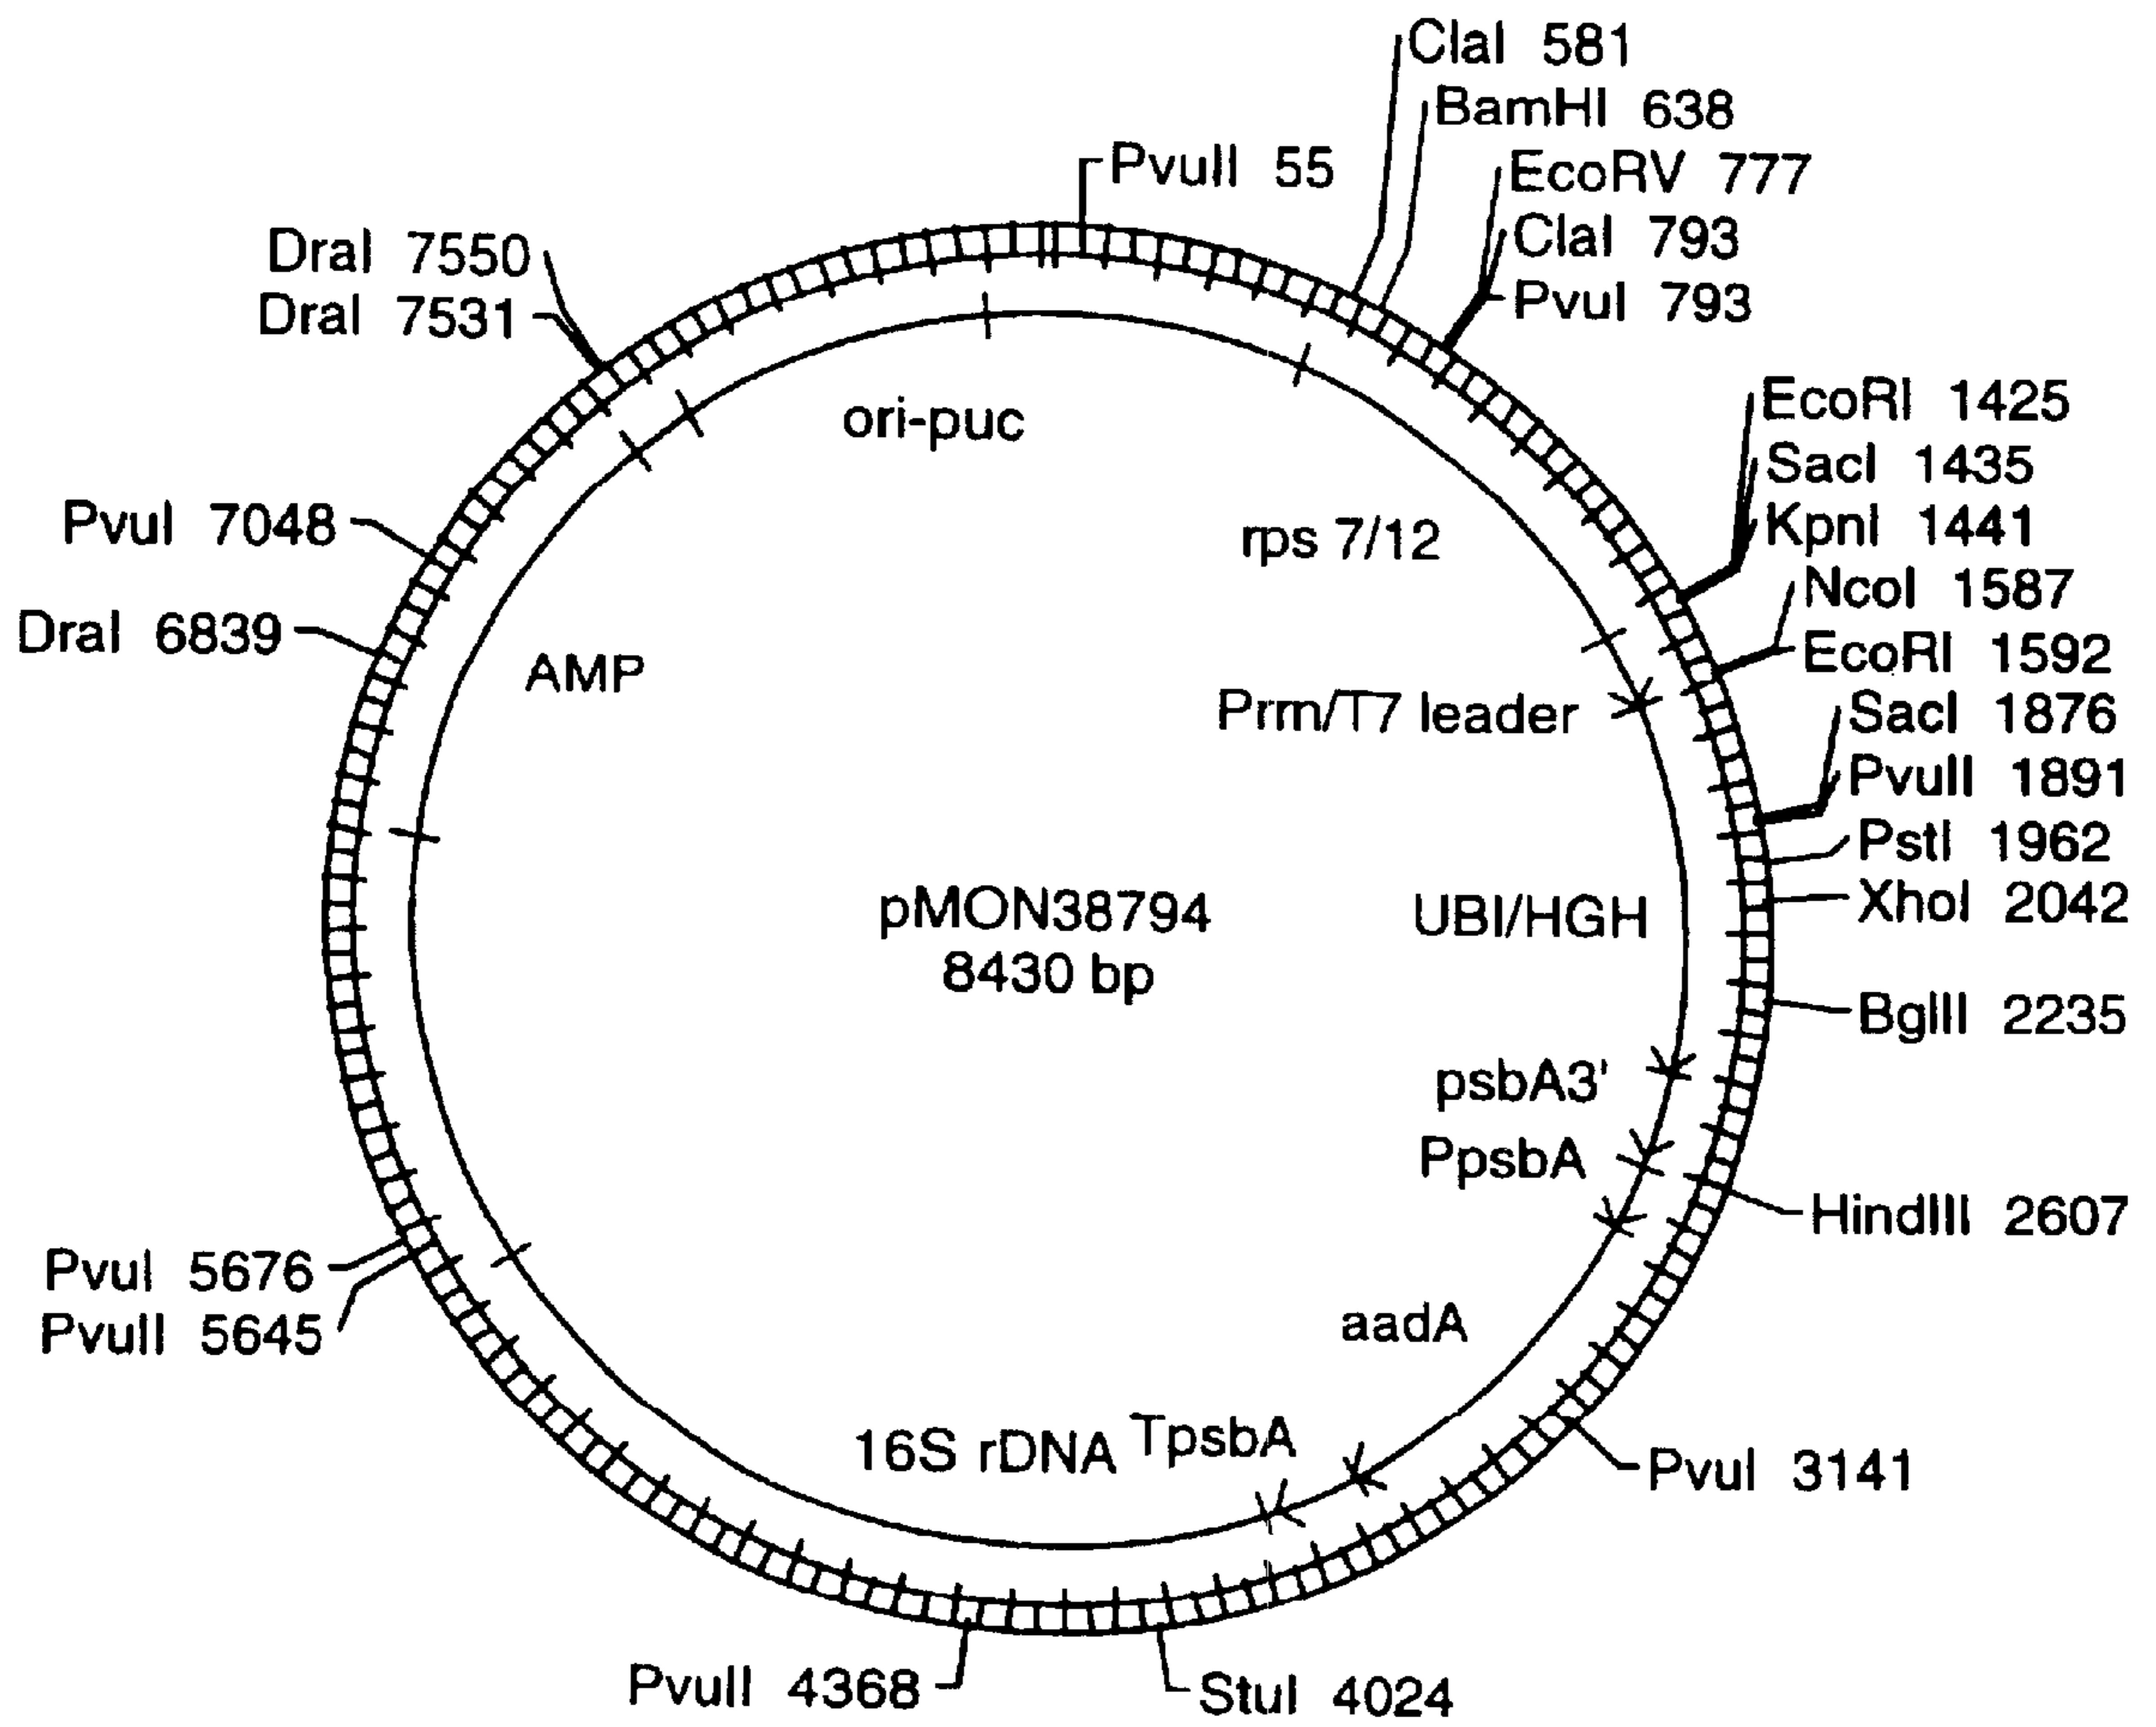 ClaI 581
BamHI 638
PvuII 55
EcoRV 777
ClaI 793
PvuI 793
DraI 7550
DraI 7531
EcoRI 1425
SacI 1435
KpnI 1441
NcoI 1587
EcoRI 1592
SacI 1876
PvuII 1891
PstI 1962
XhoI 2042
BglII 2235
HindIII 2607
PvuI 3141
StuI 4024
PvuII 4368
PvuI 5676
PvuII 5645
DraI 6839
PvuI 7048
ori-puc
rps 7/12
Prrn/T7 leader
AMP
UBI/HGH
pMON38794
8430 bp
psbA3'
PpsbA
aadA
TpsbA
16S rDNA